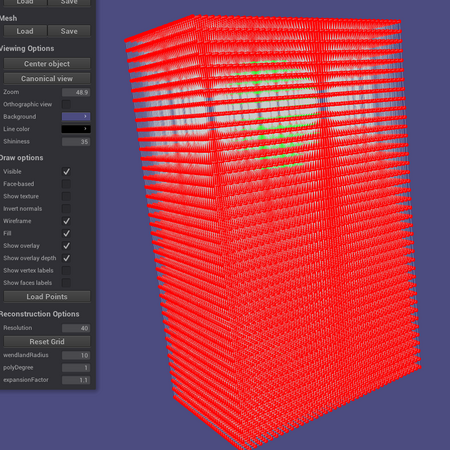 Load Save
Mesh
Load Save
Viewing Options
Center object
Canonical view
Zoom 48.9
Orthographic view
Background
Line color
Shininess 35
Draw options
Visible
Face-based
Show texture
Invert normals
Wireframe
Fill
Show overlay
Show overlay depth
Show vertex labels
Show faces labels
Load Points
Reconstruction Options
Resolution 40
Reset Grid
wendlandRadius 10
polyDegree 1
expansionFactor 1.1